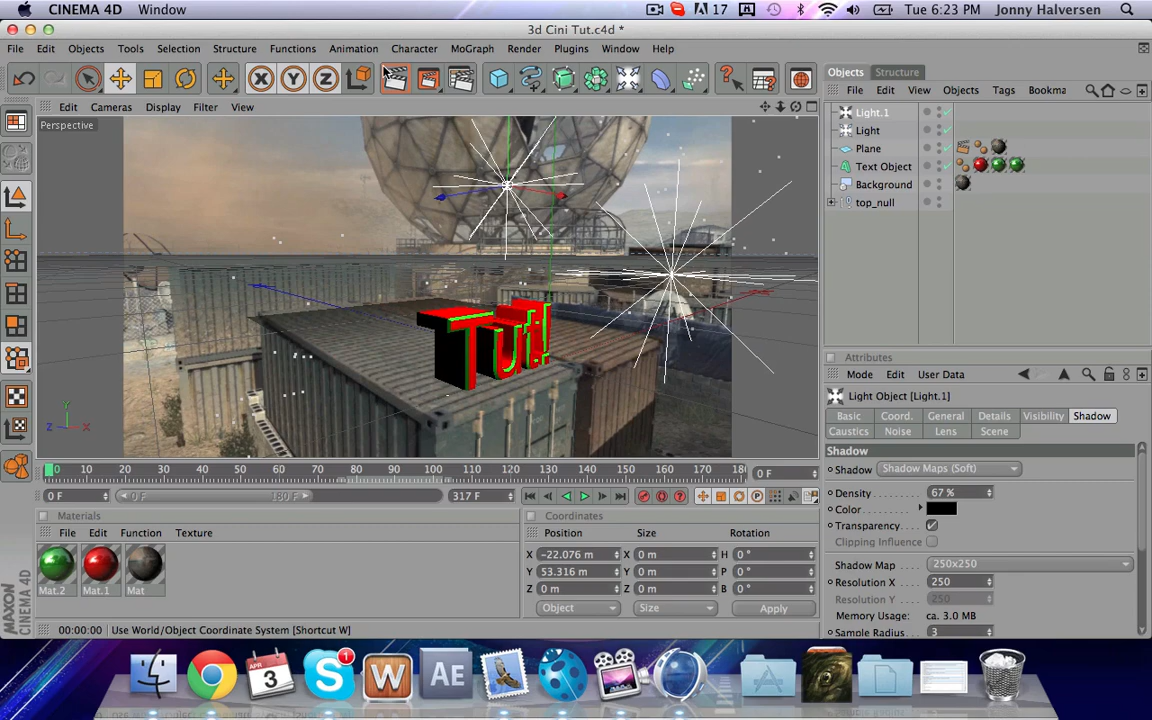 CINEMA 4D Window 17 Tue 6:23 PM Jonny Halversen
3d Cini Tut.c4d *
File Edit Objects Tools Selection Structure Functions Animation Character MoGraph Render Plugins Window Help
X Y Z
Objects Structure
File Edit View Objects Tags Bookma
Edit Cameras Display Filter View
Perspective
Light.1
Light
Plane
Text Object
Background
top_null
Tut!
Y
Z X
Attributes
Mode Edit User Data
Light Object [Light.1]
Basic Coord. General Details Visibility Shadow
Caustics Noise Lens Scene
Shadow
Shadow Shadow Maps (Soft)
Density 67 %
Color
Transparency
Clipping Influence
Shadow Map 250x250
Resolution X 250
Resolution Y 250
Memory Usage: ca. 3.0 MB
Sample Radius 3
0 10 20 30 40 50 60 70 80 90 100 110 120 130 140 150 160 170 18 0 F
0 F 0 F 180 F 317 F
P
Materials
File Edit Function Texture
Mat.2 Mat.1 Mat
Coordinates
Position Size Rotation
X -22.076 m X 0 m H 0 °
Y 53.316 m Y 0 m P 0 °
Z 0 m Z 0 m B 0 °
Object Size Apply
MAXON
CINEMA 4D
00:00:00 Use World/Object Coordinate System [Shortcut W]
APR
3
S
1
W
AE